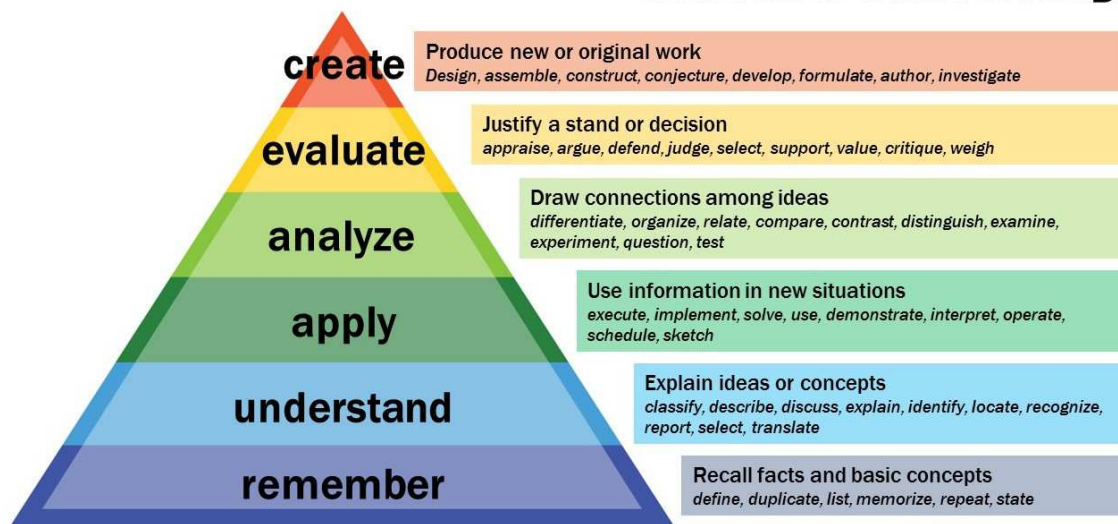 create
Produce new or original work
Design, assemble, construct, conjecture, develop, formulate, author, investigate
evaluate
Justify a stand or decision
appraise, argue, defend, judge, select, support, value, critique, weigh
analyze
Draw connections among ideas
differentiate, organize, relate, compare, contrast, distinguish, examine,
experiment, question, test
apply
Use information in new situations
execute, implement, solve, use, demonstrate, interpret, operate,
schedule, sketch
understand
Explain ideas or concepts
classify, describe, discuss, explain, identify, locate, recognize,
report, select, translate
remember
Recall facts and basic concepts
define, duplicate, list, memorize, repeat, state